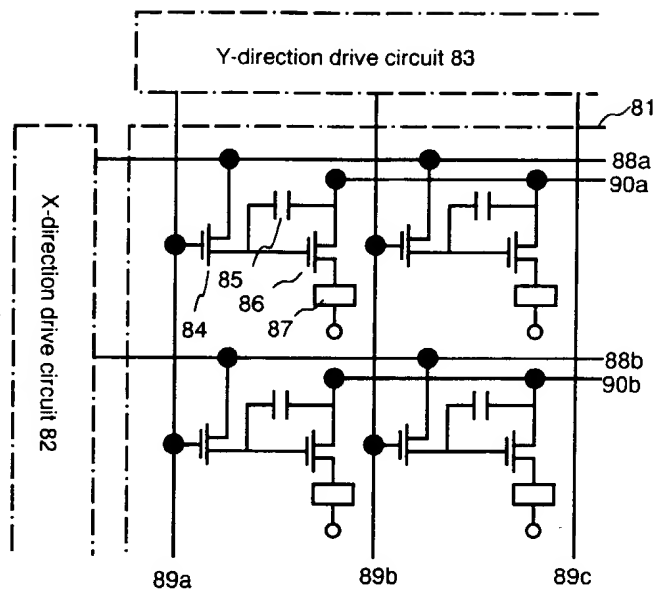 Y-direction drive circuit 83
81
88a
90a
X-direction drive circuit 82
85
86
84
87
88b
90b
89a
89b
89c